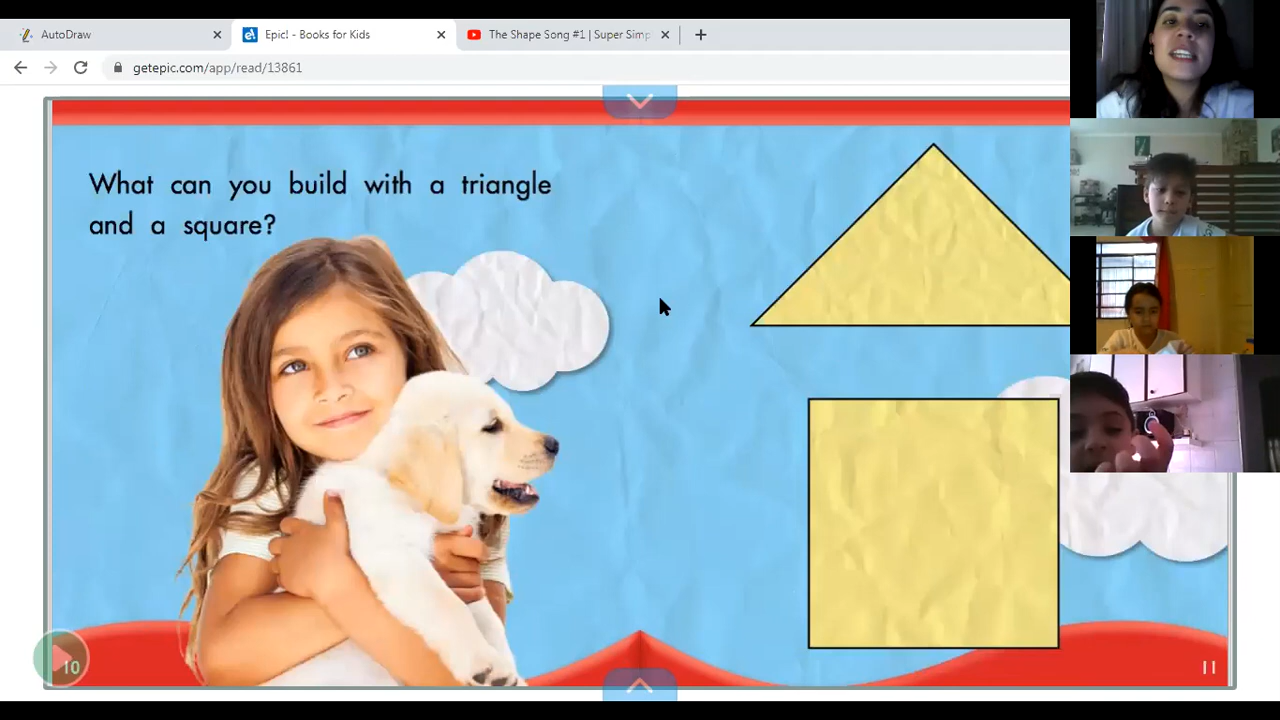 AutoDraw
Epic! - Books for Kids
The Shape Song #1 | Super Simp
getepic.com/app/read/13861
What can you build with a triangle
and a square?
10
11